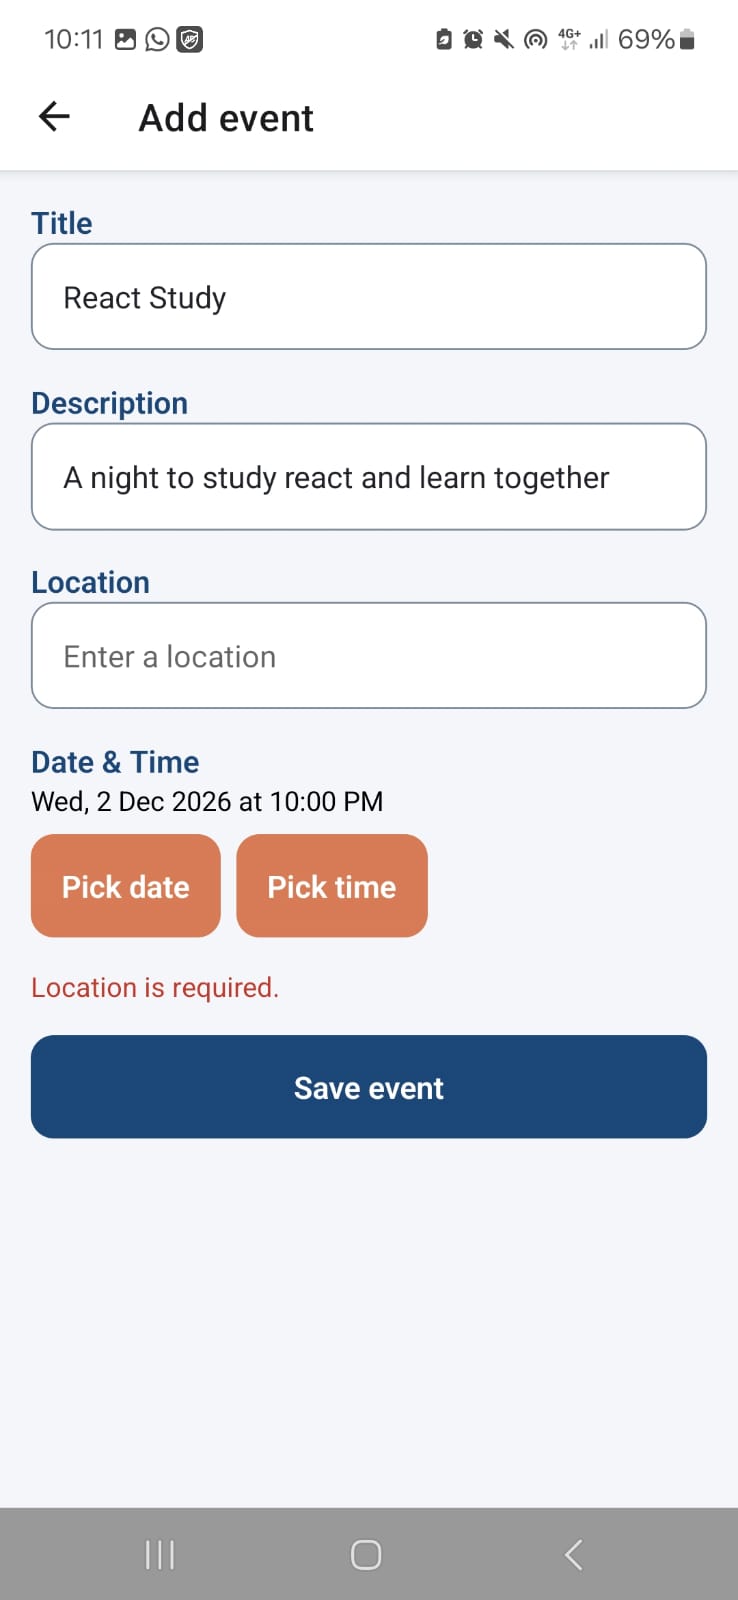 10:11 4G+ 69%
Add event
Title
React Study
Description
A night to study react and learn together
Location
Enter a location
Date & Time
Wed, 2 Dec 2026 at 10:00 PM
Pick date Pick time
Location is required.
Save event